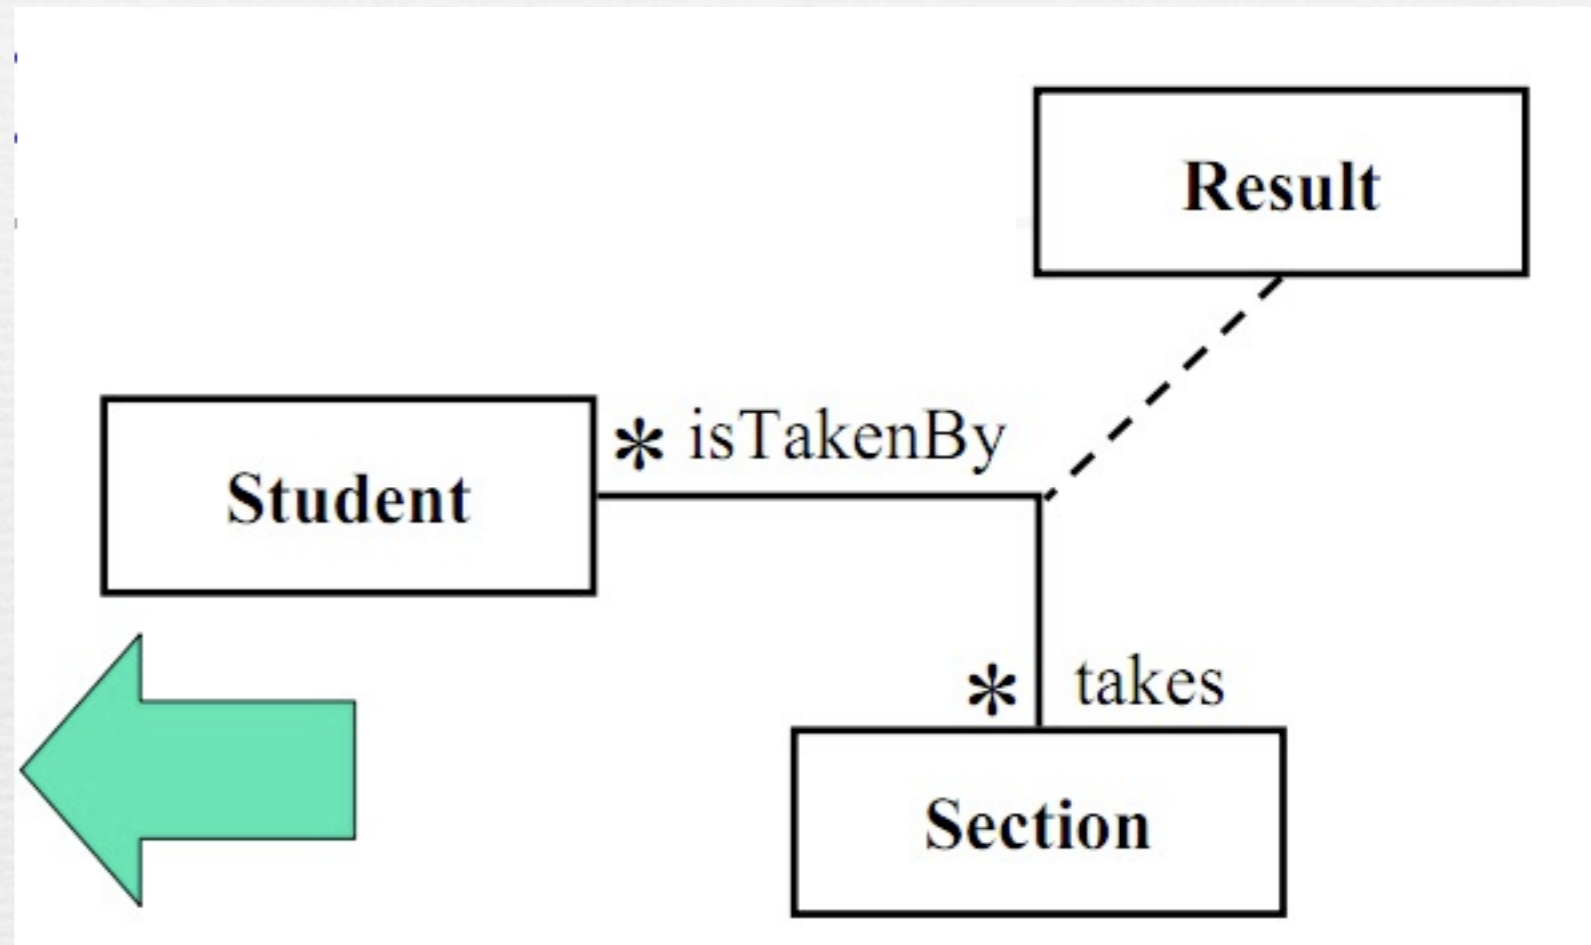 Result
* isTakenBy
Student
* takes
Section